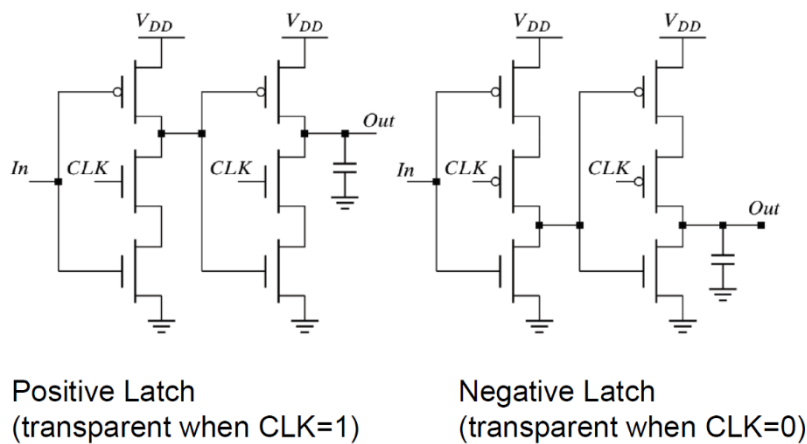 V_DD
V_DD
Out
In
CLK
CLK
V_DD
V_DD
In
CLK
CLK
Out
Positive Latch
(transparent when CLK=1)
Negative Latch
(transparent when CLK=0)